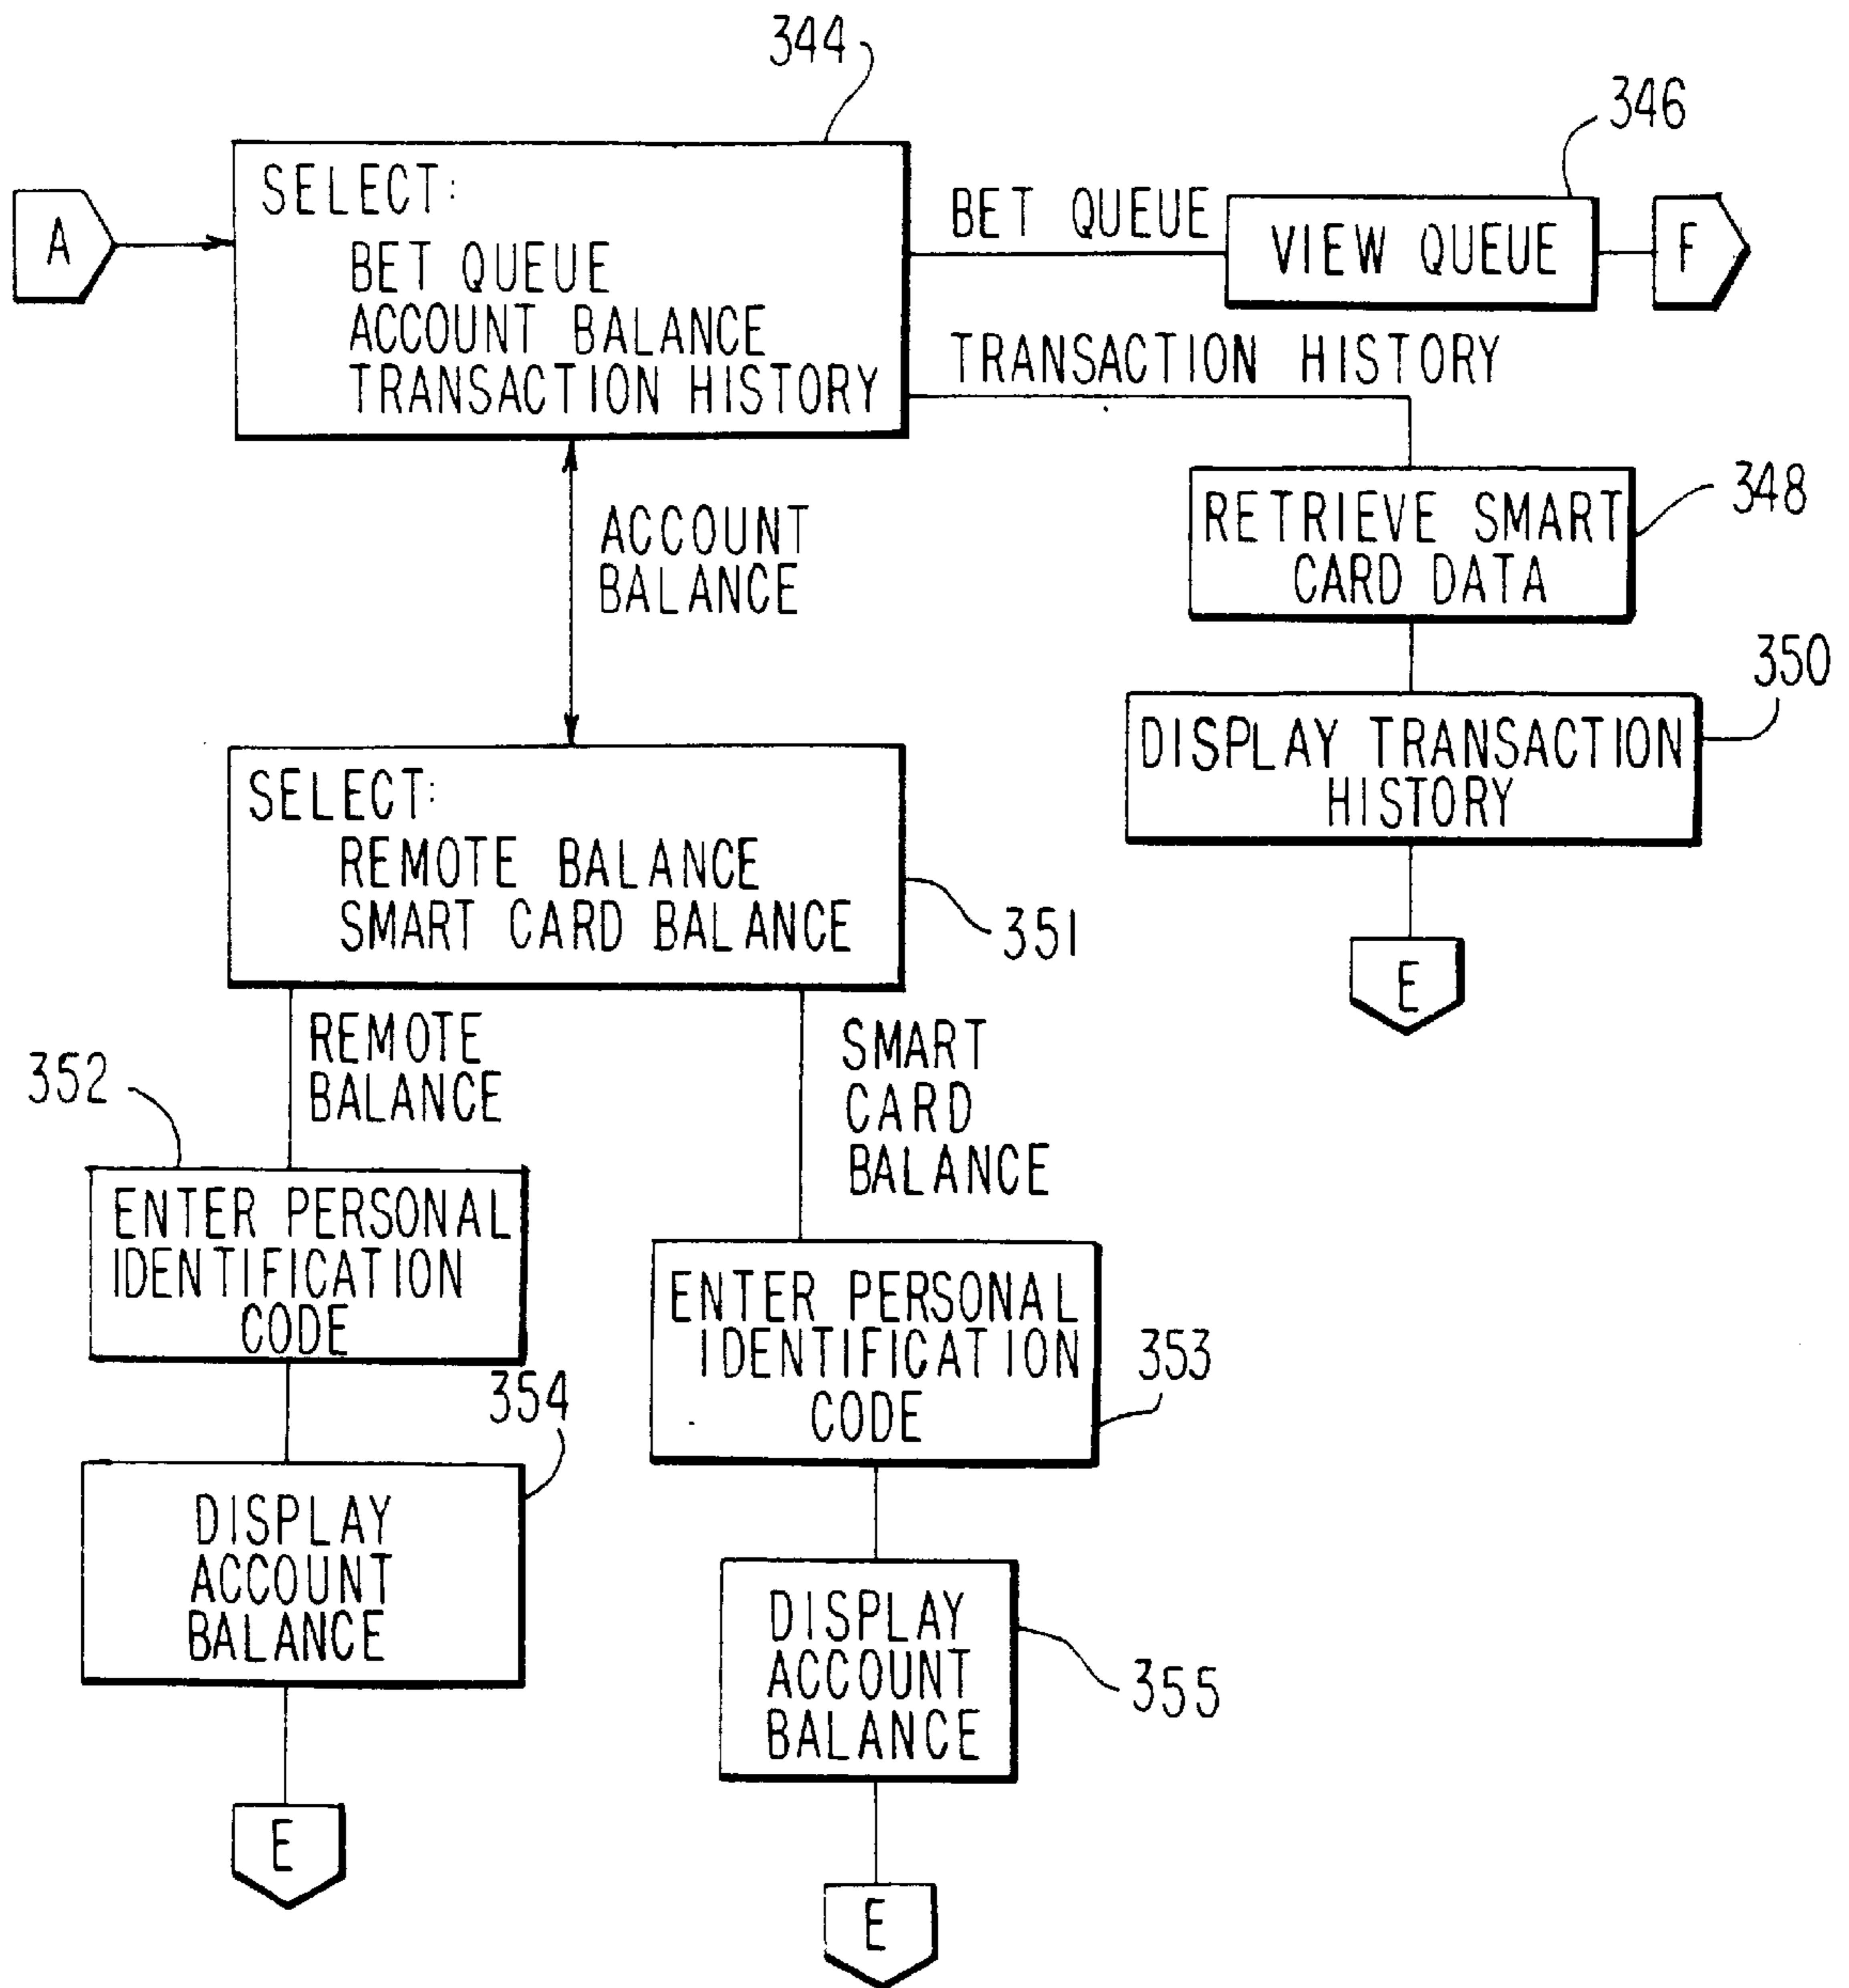 344
346
A
SELECT:
BET QUEUE
ACCOUNT BALANCE
TRANSACTION HISTORY
BET QUEUE
VIEW QUEUE
F
TRANSACTION HISTORY
RETRIEVE SMART
CARD DATA
348
350
DISPLAY TRANSACTION
HISTORY
E
ACCOUNT
BALANCE
SELECT:
REMOTE BALANCE
SMART CARD BALANCE
351
REMOTE
BALANCE
SMART
CARD
BALANCE
352
ENTER PERSONAL
IDENTIFICATION
CODE
ENTER PERSONAL
IDENTIFICATION
CODE
353
354
DISPLAY
ACCOUNT
BALANCE
DISPLAY
ACCOUNT
BALANCE
355
E
E